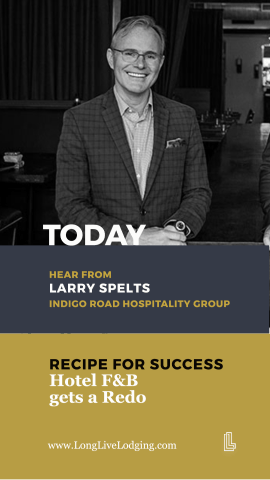 TODAY
HEAR FROM
LARRY SPELTS
INDIGO ROAD HOSPITALITY GROUP
RECIPE FOR SUCCESS
Hotel F&B
gets a Redo
www.LongLiveLodging.com